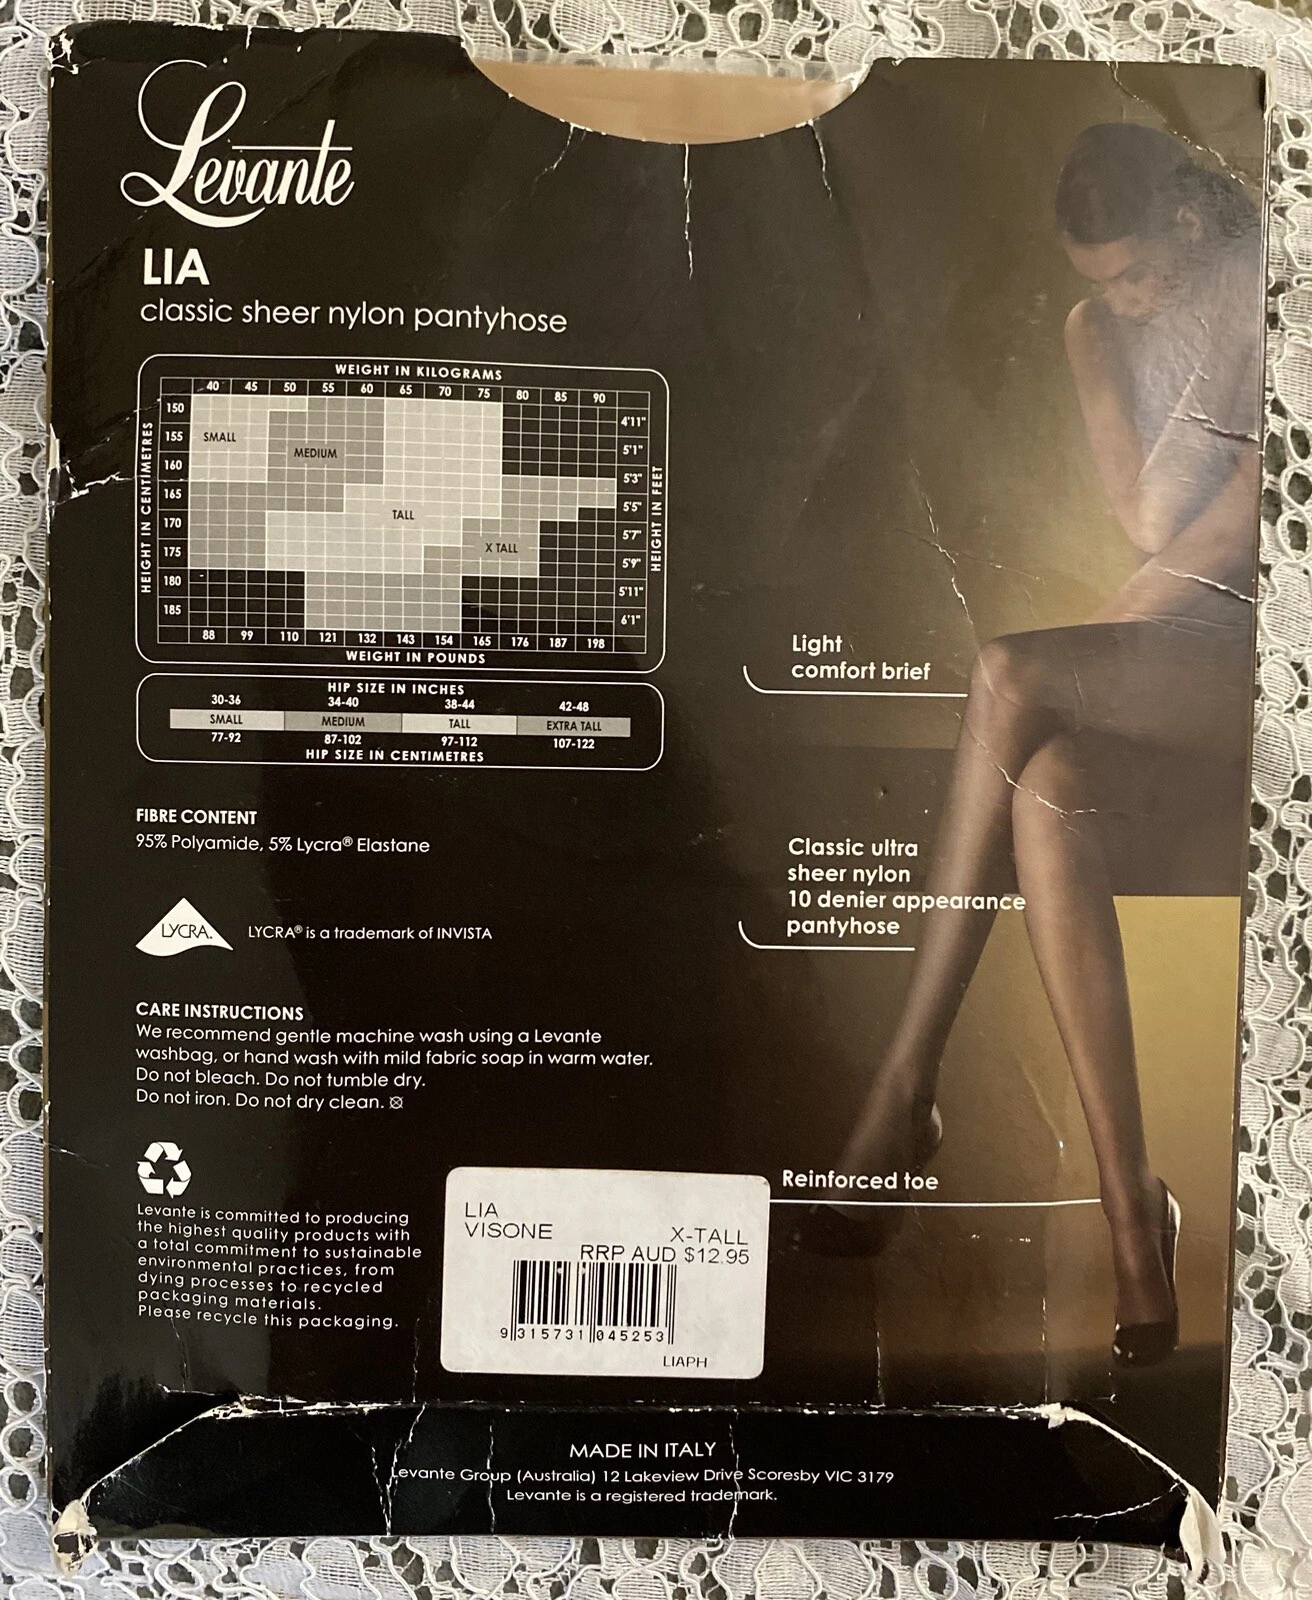 Levante
LIA
classic sheer nylon pantyhose
WEIGHT IN KILOGRAMS
40 45 50 55 60 65 70 75 80 85 90
HEIGHT IN CENTIMETRES
150 4'11"
155 SMALL MEDIUM 5'1"
160 5'3"
165 5'5"
170 TALL 5'7"
175 X TALL 5'9"
180 5'11"
185 6'1"
HEIGHT IN FEET
88 99 110 121 132 143 154 165 176 187 198
WEIGHT IN POUNDS
HIP SIZE IN INCHES
30-36 34-40 38-44 42-48
SMALL MEDIUM TALL EXTRA TALL
77-92 87-102 97-112 107-122
HIP SIZE IN CENTIMETRES
Light
comfort brief
FIBRE CONTENT
95% Polyamide, 5% Lycra® Elastane
Classic ultra
sheer nylon
10 denier appearance
pantyhose
LYCRA.
LYCRA® is a trademark of INVISTA
CARE INSTRUCTIONS
We recommend gentle machine wash using a Levante
washbag, or hand wash with mild fabric soap in warm water.
Do not bleach. Do not tumble dry.
Do not iron. Do not dry clean.
Reinforced toe
Levante is committed to producing
the highest quality products with
a total commitment to sustainable
environmental practices, from
dying processes to recycled
packaging materials.
Please recycle this packaging.
LIA
VISONE X-TALL
RRP AUD $12.95
9 315731 045253
LIAPH
MADE IN ITALY
Levante Group (Australia) 12 Lakeview Drive Scoresby VIC 3179
Levante is a registered trademark.